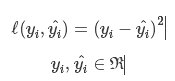 ℓ(yᵢ, ŷᵢ) = (yᵢ − ŷᵢ)²
yᵢ, ŷᵢ ∈ ℜ